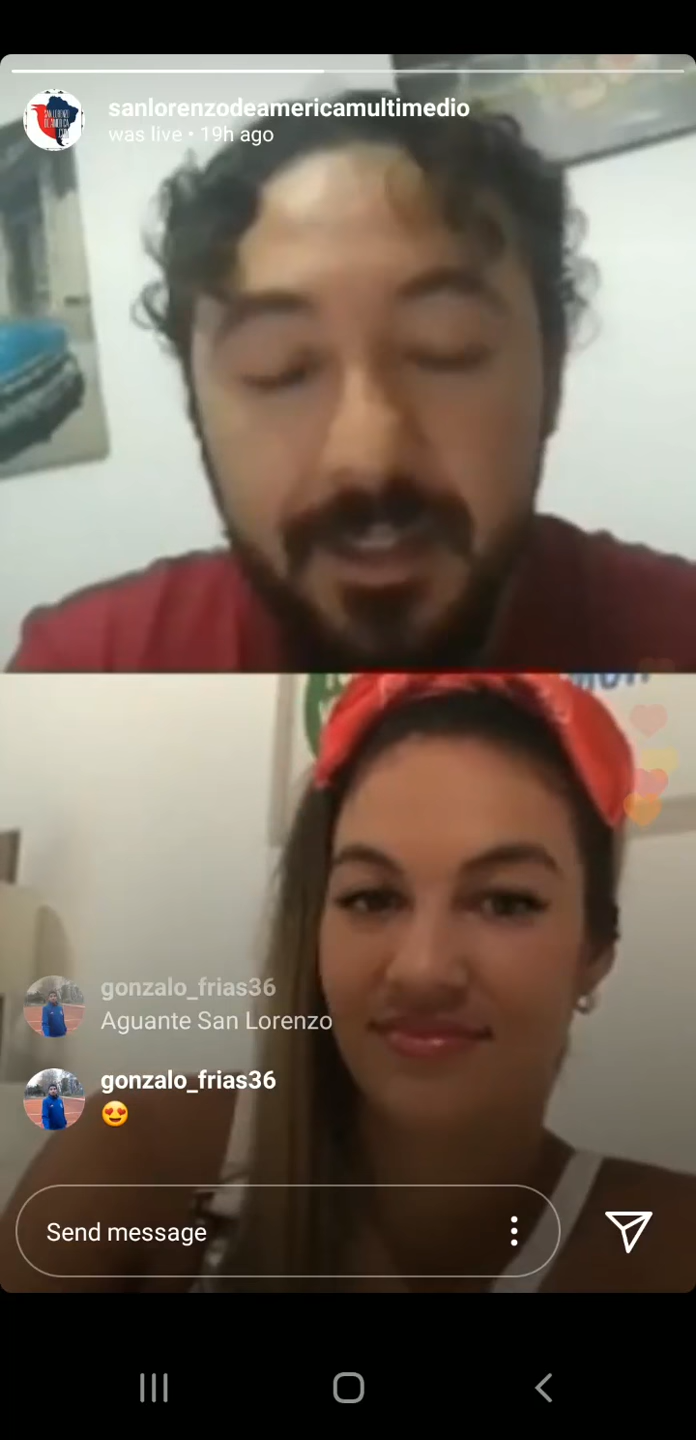 sanlorenzodeamericamultimedio
was live • 19h ago
gonzalo_frias36
Aguante San Lorenzo
gonzalo_frias36
😍
Send message